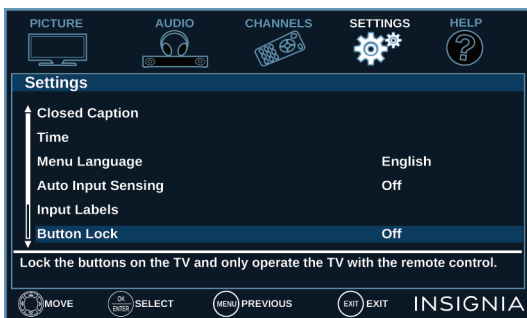 PICTURE AUDIO CHANNELS SETTINGS HELP
Settings
Closed Caption
Time
Menu Language English
Auto Input Sensing Off
Input Labels
Button Lock Off
Lock the buttons on the TV and only operate the TV with the remote control.
MOVE OK ENTER SELECT MENU PREVIOUS EXIT EXIT INSIGNIA